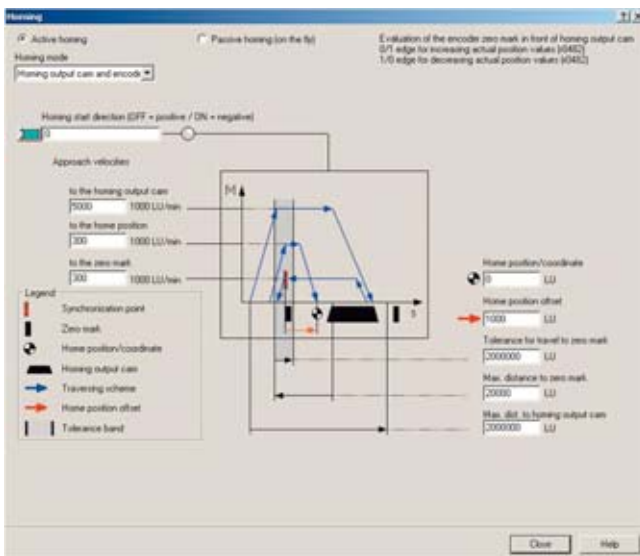 Homing
Active homing
Passive homing (on the fly)
Evaluation of the encoder zero mark in front of homing output cam
0/1 edge for increasing actual position values (r0482)
1/0 edge for decreasing actual position values (r0482)
Homing mode
Homing output cam and encode
Homing start direction (OFF = positive / ON = negative)
0
Approach velocities
to the homing output cam
5000 1000 LU/min
to the home position
300 1000 LU/min
to the zero mark
300 1000 LU/min
[V]
s
Legend
Synchronization point
Zero mark
Home position/coordinate
Homing output cam
Traversing scheme
Home position offset
Tolerance band
Home position/coordinate
0 LU
Home position offset
1000 LU
Tolerance for travel to zero mark
2000000 LU
Max. distance to zero mark
20000 LU
Max. dist. to homing output cam
2000000 LU
Close
Help